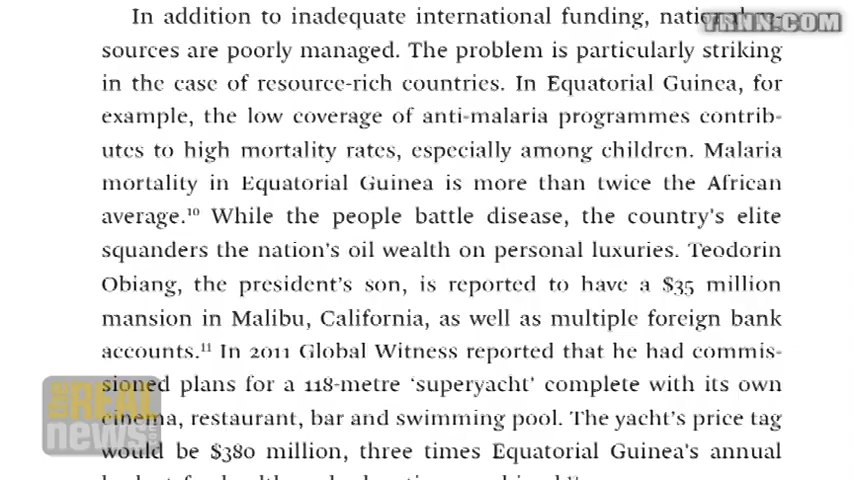 In addition to inadequate international funding,
TRNN.COM
sources are poorly managed. The problem is particularly striking
in the case of resource-rich countries. In Equatorial Guinea, for
example, the low coverage of anti-malaria programmes contrib-
utes to high mortality rates, especially among children. Malaria
mortality in Equatorial Guinea is more than twice the African
average.¹⁰ While the people battle disease, the country's elite
squanders the nation's oil wealth on personal luxuries. Teodorin
Obiang, the president's son, is reported to have a $35 million
mansion in Malibu, California, as well as multiple foreign bank
accounts.¹¹ In 2011 Global Witness reported that he had commis-
sioned plans for a 118-metre 'superyacht' complete with its own
cinema, restaurant, bar and swimming pool. The yacht's price tag
would be $380 million, three times Equatorial Guinea's annual
the REAL
news.com